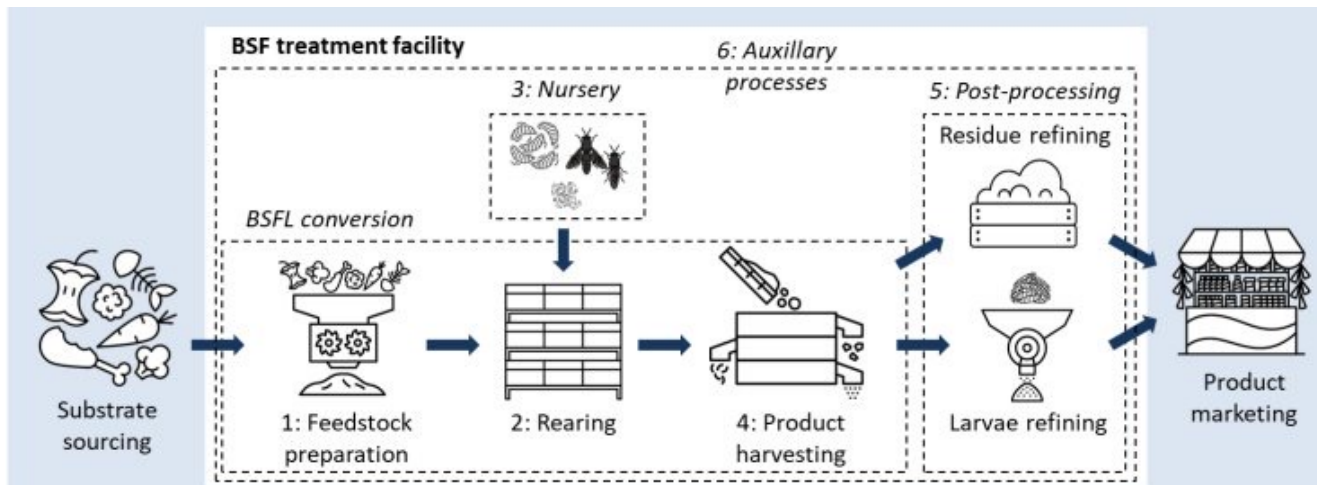 BSF treatment facility
6: Auxillary
processes
3: Nursery
5: Post-processing
Residue refining
BSFL conversion
Substrate
sourcing
1: Feedstock
preparation
2: Rearing
4: Product
harvesting
Larvae refining
Product
marketing